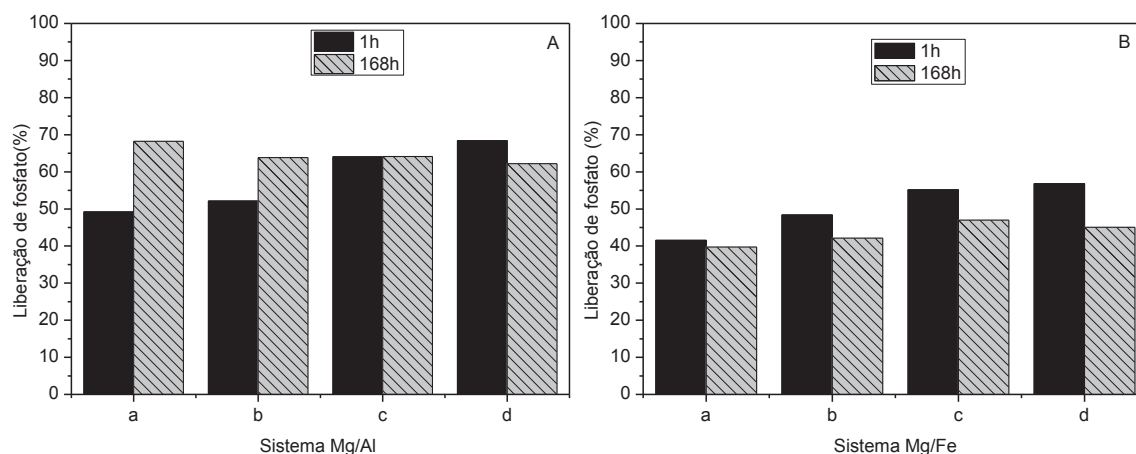 100
90
80
70
60
50
40
30
20
10
0
Liberação de fosfato(%)
1h
168h
A
a b c d
Sistema Mg/Al
100
90
80
70
60
50
40
30
20
10
0
Liberação de fosfato (%)
1h
168h
B
a b c d
Sistema Mg/Fe